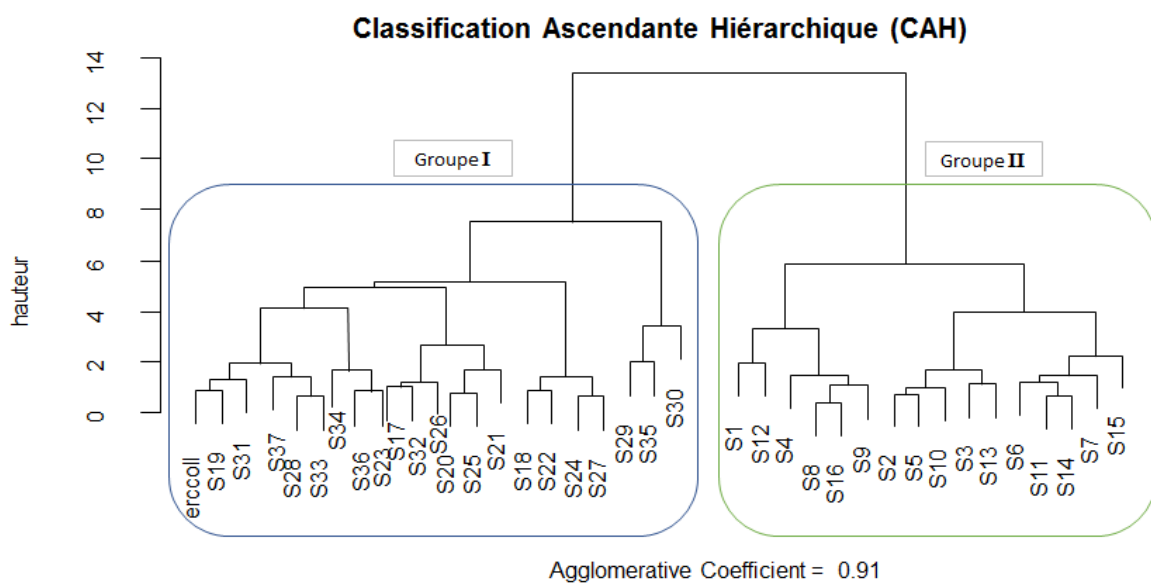 Classification Ascendante Hiérarchique (CAH)
14
12
10
8
6
4
2
0
hauteur
Groupe I
Groupe II
erccoll
S19
S31
S37
S28
S33
S34
S36
S23
S17
S32
S26
S20
S25
S21
S18
S22
S24
S27
S29
S35
S30
S1
S12
S4
S8
S16
S9
S2
S5
S10
S3
S13
S6
S11
S14
S7
S15
Agglomerative Coefficient = 0.91